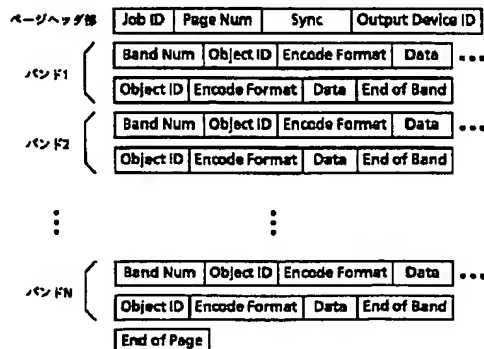 ページヘッダ部 Job ID Page Num Sync Output Device ID
バンド1 Band Num Object ID Encode Format Data •••
Object ID Encode Format Data End of Band
バンド2 Band Num Object ID Encode Format Data •••
Object ID Encode Format Data End of Band
バンドN Band Num Object ID Encode Format Data •••
Object ID Encode Format Data End of Band
End of Page